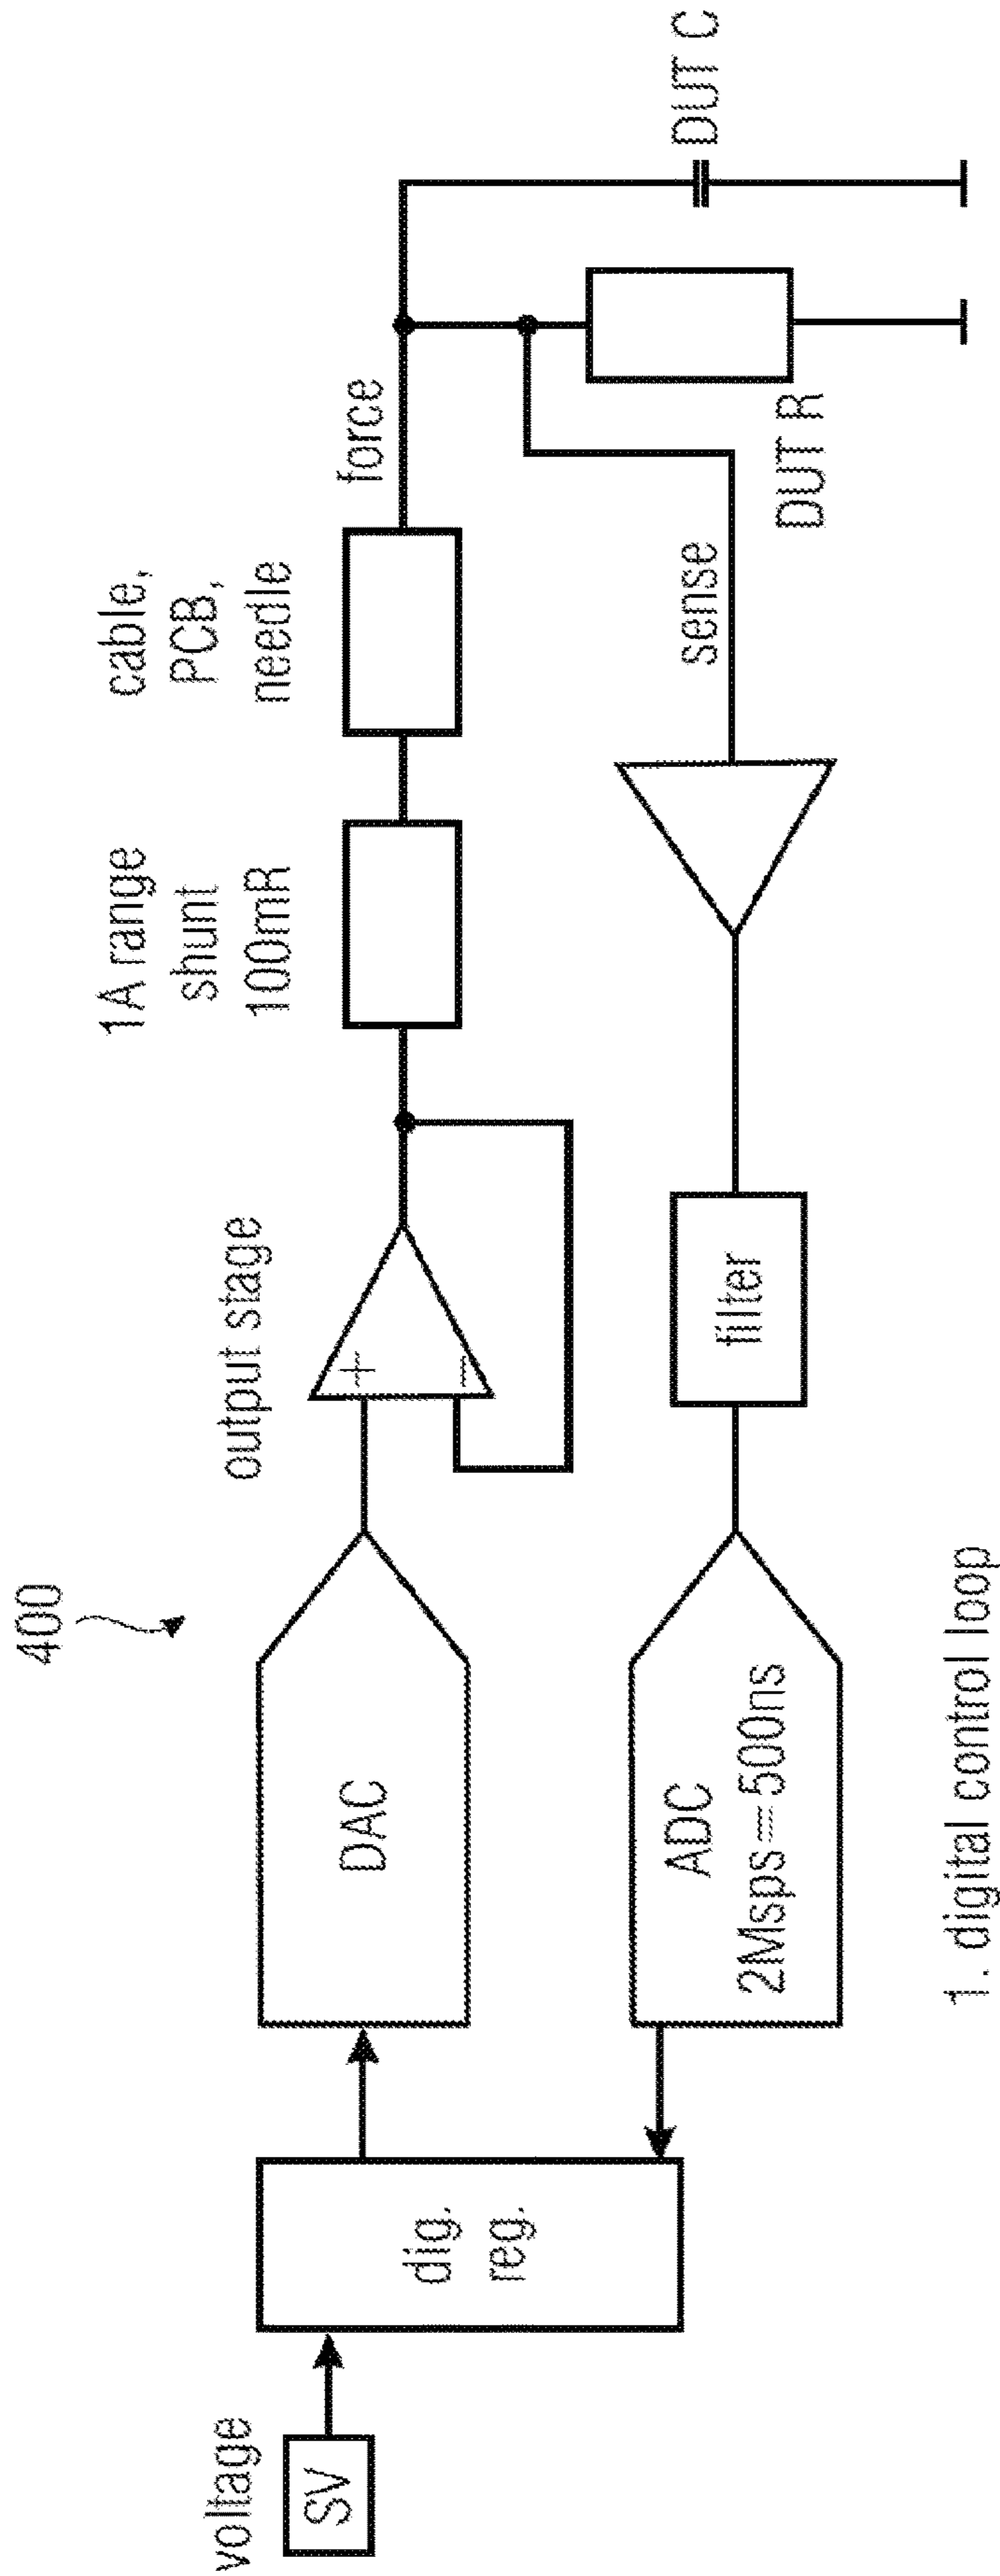 400
voltage
SV
dig.
reg.
DAC
output stage
+
−
1A range
shunt
100mR
cable,
PCB,
needle
force
DUT C
DUT R
sense
filter
ADC
2Msps=500ns
1. digital control loop